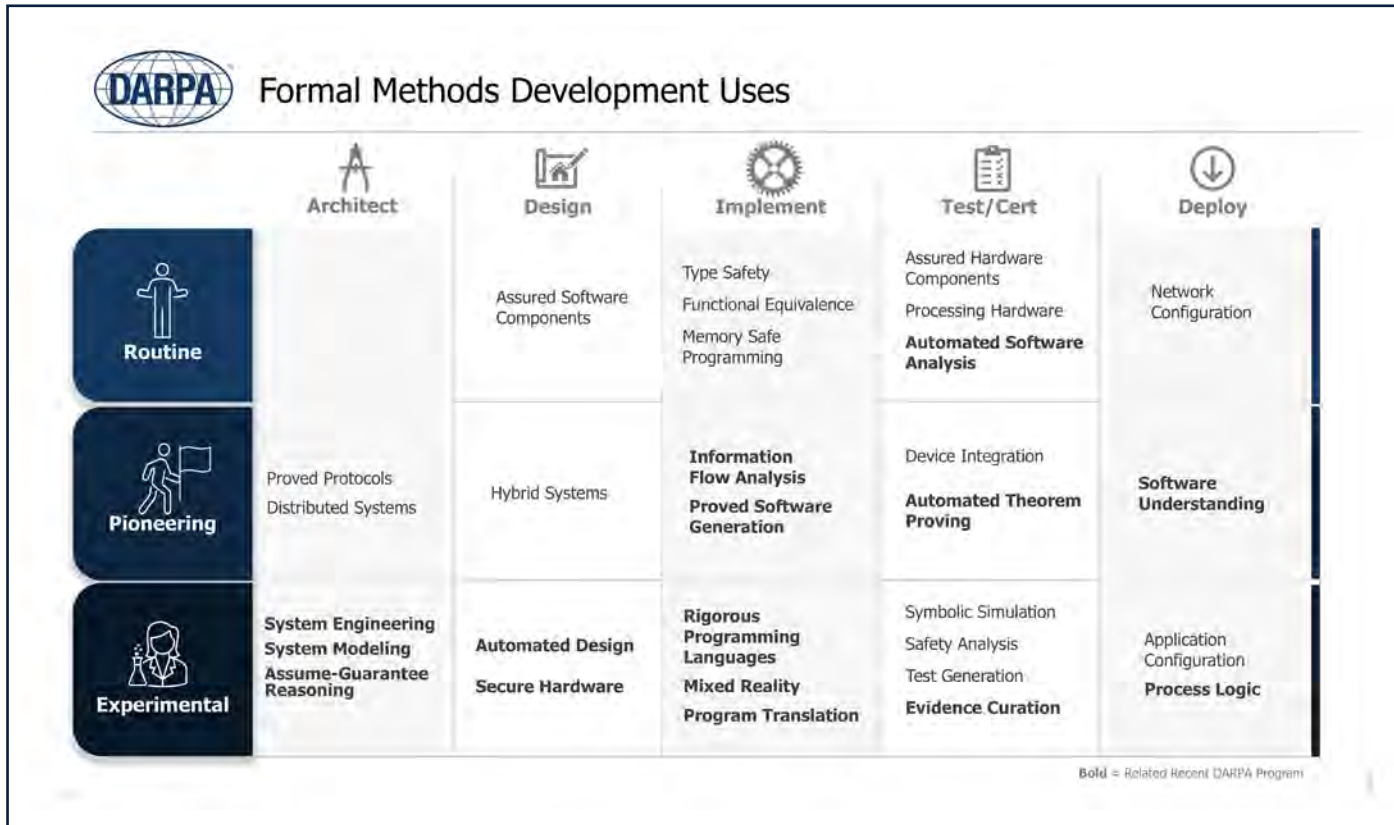 DARPA
Formal Methods Development Uses
Architect
Design
Implement
Test/Cert
Deploy
Routine
Assured Software
Components
Type Safety
Functional Equivalence
Memory Safe
Programming
Assured Hardware
Components
Processing Hardware
Automated Software
Analysis
Network
Configuration
Pioneering
Proved Protocols
Distributed Systems
Hybrid Systems
Information
Flow Analysis
Proved Software
Generation
Device Integration
Automated Theorem
Proving
Software
Understanding
Experimental
System Engineering
System Modeling
Assume-Guarantee
Reasoning
Automated Design
Secure Hardware
Rigorous
Programming
Languages
Mixed Reality
Program Translation
Symbolic Simulation
Safety Analysis
Test Generation
Evidence Curation
Application
Configuration
Process Logic
Bold = Related Recent DARPA Program